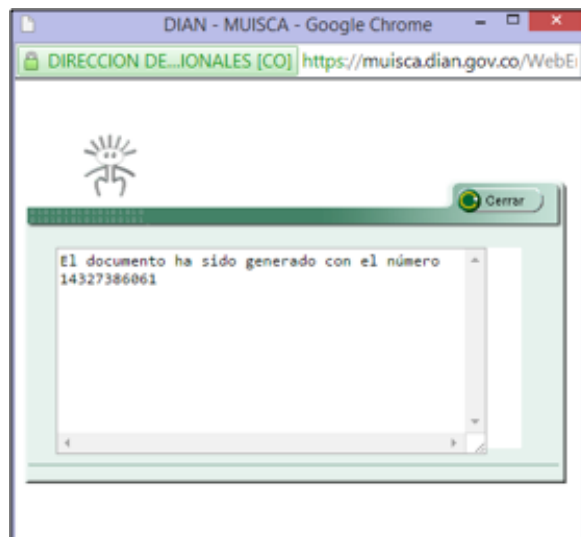 DIAN - MUISCA - Google Chrome
DIRECCION DE...IONALES [CO] https://muisca.dian.gov.co/WebE
Cerrar
El documento ha sido generado con el número
14327386061